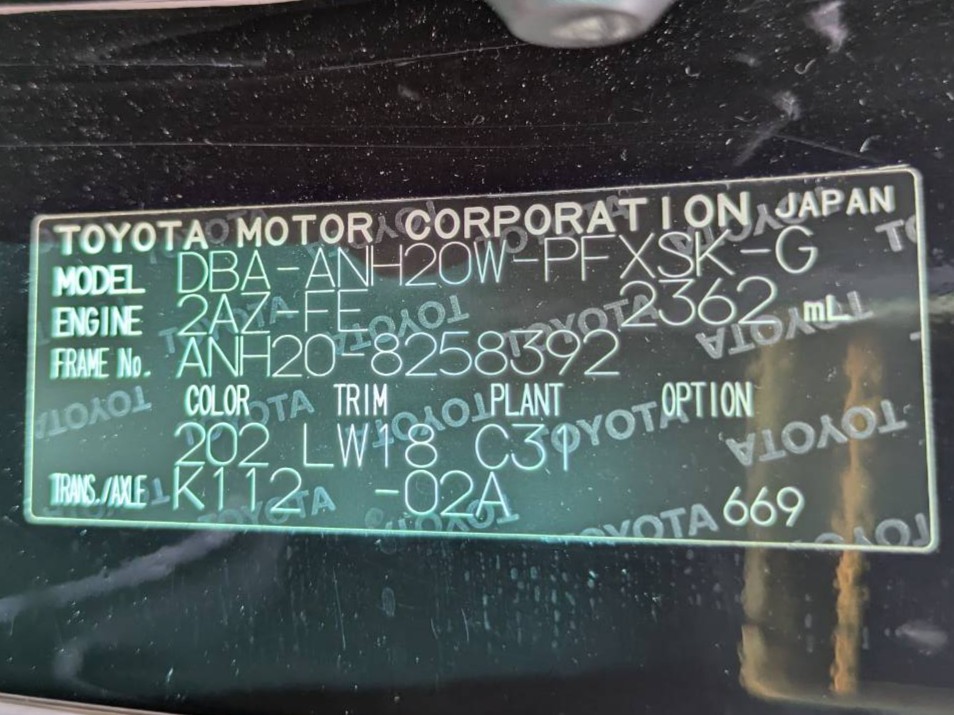 TOYOTA MOTOR CORPORATION JAPAN
MODEL DBA-ANH20W-PFXSK-G
ENGINE 2AZ-FE 2362 mL
FRAME No. ANH20-8258392
COLOR TRIM PLANT OPTION
202 LW18 C31
TRANS./AXLE K112 -02A 669